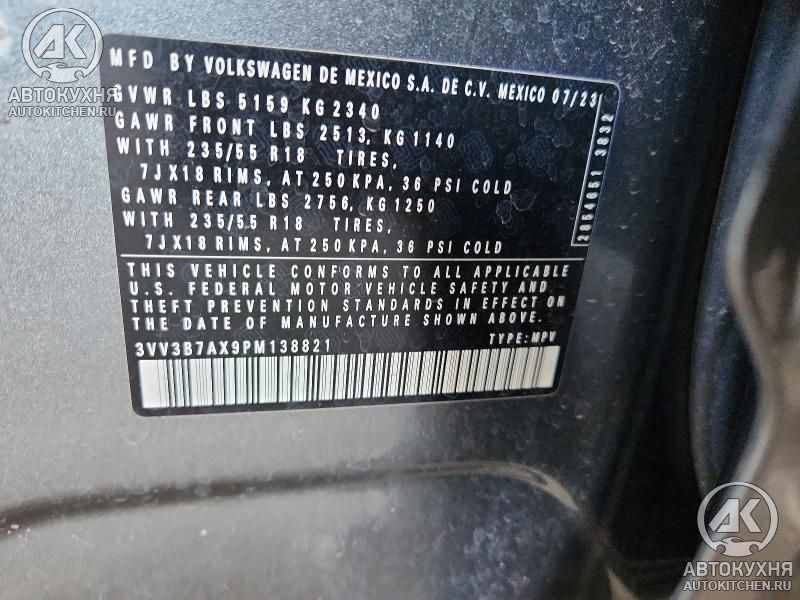 АК
АВТОКУХНЯ
AUTOKITCHEN.RU
MFD BY VOLKSWAGEN DE MEXICO S.A. DE C.V. MEXICO 07/23
GVWR LBS 5159 KG 2340
GAWR FRONT LBS 2513, KG 1140
WITH 235/55 R18 TIRES,
7JX18 RIMS, AT 250 KPA, 36 PSI COLD
GAWR REAR LBS 2756, KG 1250
WITH 235/55 R18 TIRES,
7JX18 RIMS, AT 250 KPA, 36 PSI COLD
2854651 3832
THIS VEHICLE CONFORMS TO ALL APPLICABLE
U.S. FEDERAL MOTOR VEHICLE SAFETY AND.
THEFT PREVENTION STANDARDS IN EFFECT ON
THE DATE OF MANUFACTURE SHOWN ABOVE.
3VV3B7AX9PM138821 TYPE: MPV
АК
АВТОКУХНЯ
AUTOKITCHEN.RU